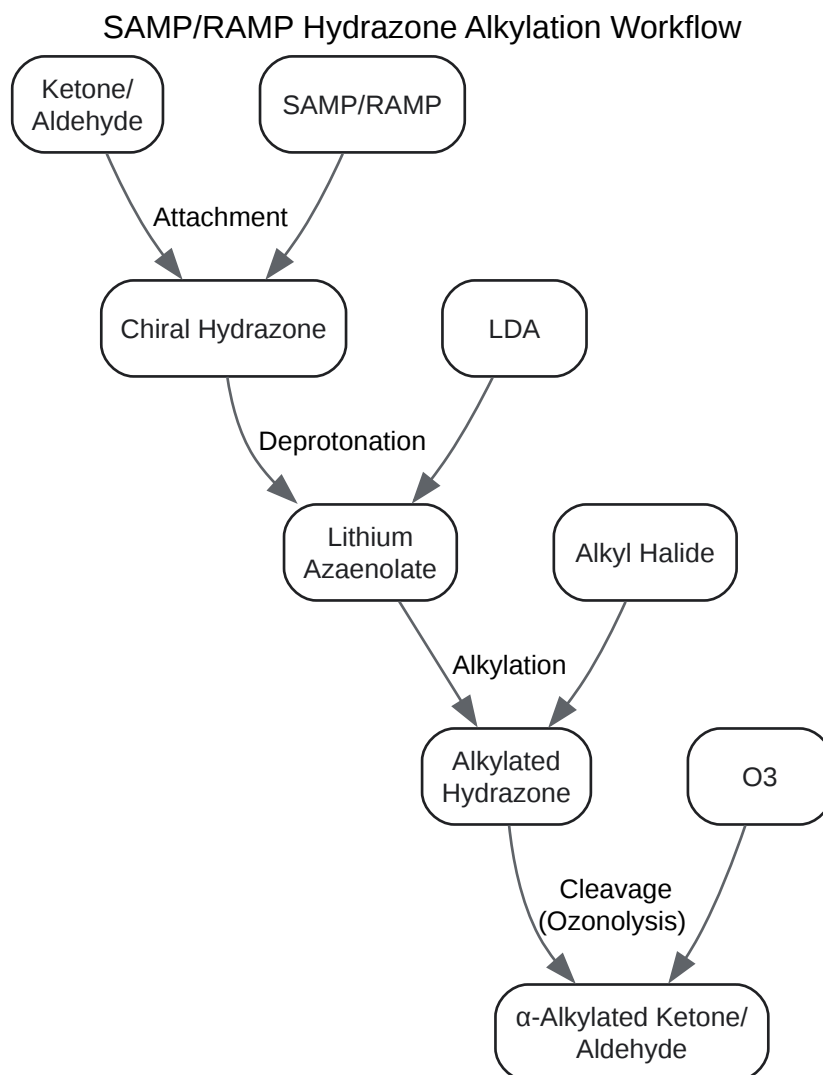 SAMP/RAMP Hydrazone Alkylation Workflow
Ketone/
Aldehyde
SAMP/RAMP
Attachment
Chiral Hydrazone
LDA
Deprotonation
Lithium
Azaenolate
Alkyl Halide
Alkylation
Alkylated
Hydrazone
O3
Cleavage
(Ozonolysis)
α-Alkylated Ketone/
Aldehyde